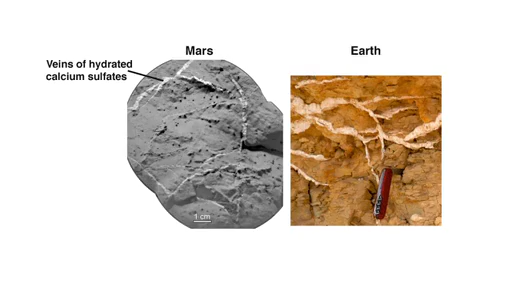 Mars
Earth
Veins of hydrated
calcium sulfates
1 cm